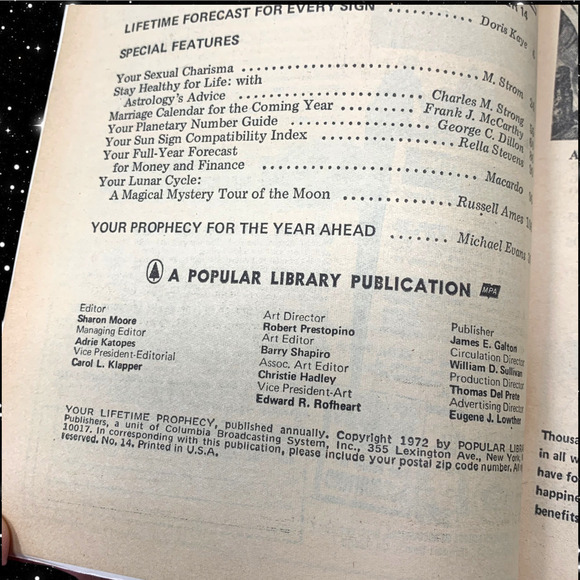 LIFETIME FORECAST FOR EVERY SIGN ............ Doris Kaye
SPECIAL FEATURES
Your Sexual Charisma .................... M. Strom
Stay Healthy for Life: with
Astrology's Advice .................... Charles M. Strong
Marriage Calendar for the Coming Year .......... Frank J. McCarthy
Your Planetary Number Guide .................. George C. Dillon
Your Sun Sign Compatibility Index ............... Rella Stevens
Your Full-Year Forecast
for Money and Finance .................... Macardo
Your Lunar Cycle:
A Magical Mystery Tour of the Moon ............ Russell Ames
YOUR PROPHECY FOR THE YEAR AHEAD ........ Michael Evans
A POPULAR LIBRARY PUBLICATION MPA
Editor
Sharon Moore
Managing Editor
Adrie Katopes
Vice President-Editorial
Carol L. Klapper
Art Director
Robert Prestopino
Art Editor
Barry Shapiro
Assoc. Art Editor
Christie Hadley
Vice President-Art
Edward R. Rofheart
Publisher
James E. Galton
Circulation Director
William D. Sullivan
Production Director
Thomas Del Prete
Advertising Director
Eugene J. Lowther
YOUR LIFETIME PROPHECY, published annually. Copyright 1972 by POPULAR LIBR
Publishers, a unit of Columbia Broadcasting System, Inc., 355 Lexington Ave., New York,
10017. In corresponding with this publication, please include your postal zip code number. All
reserved. No. 14. Printed in U.S.A.
Thousa
in all w
have fo
happine
benefits